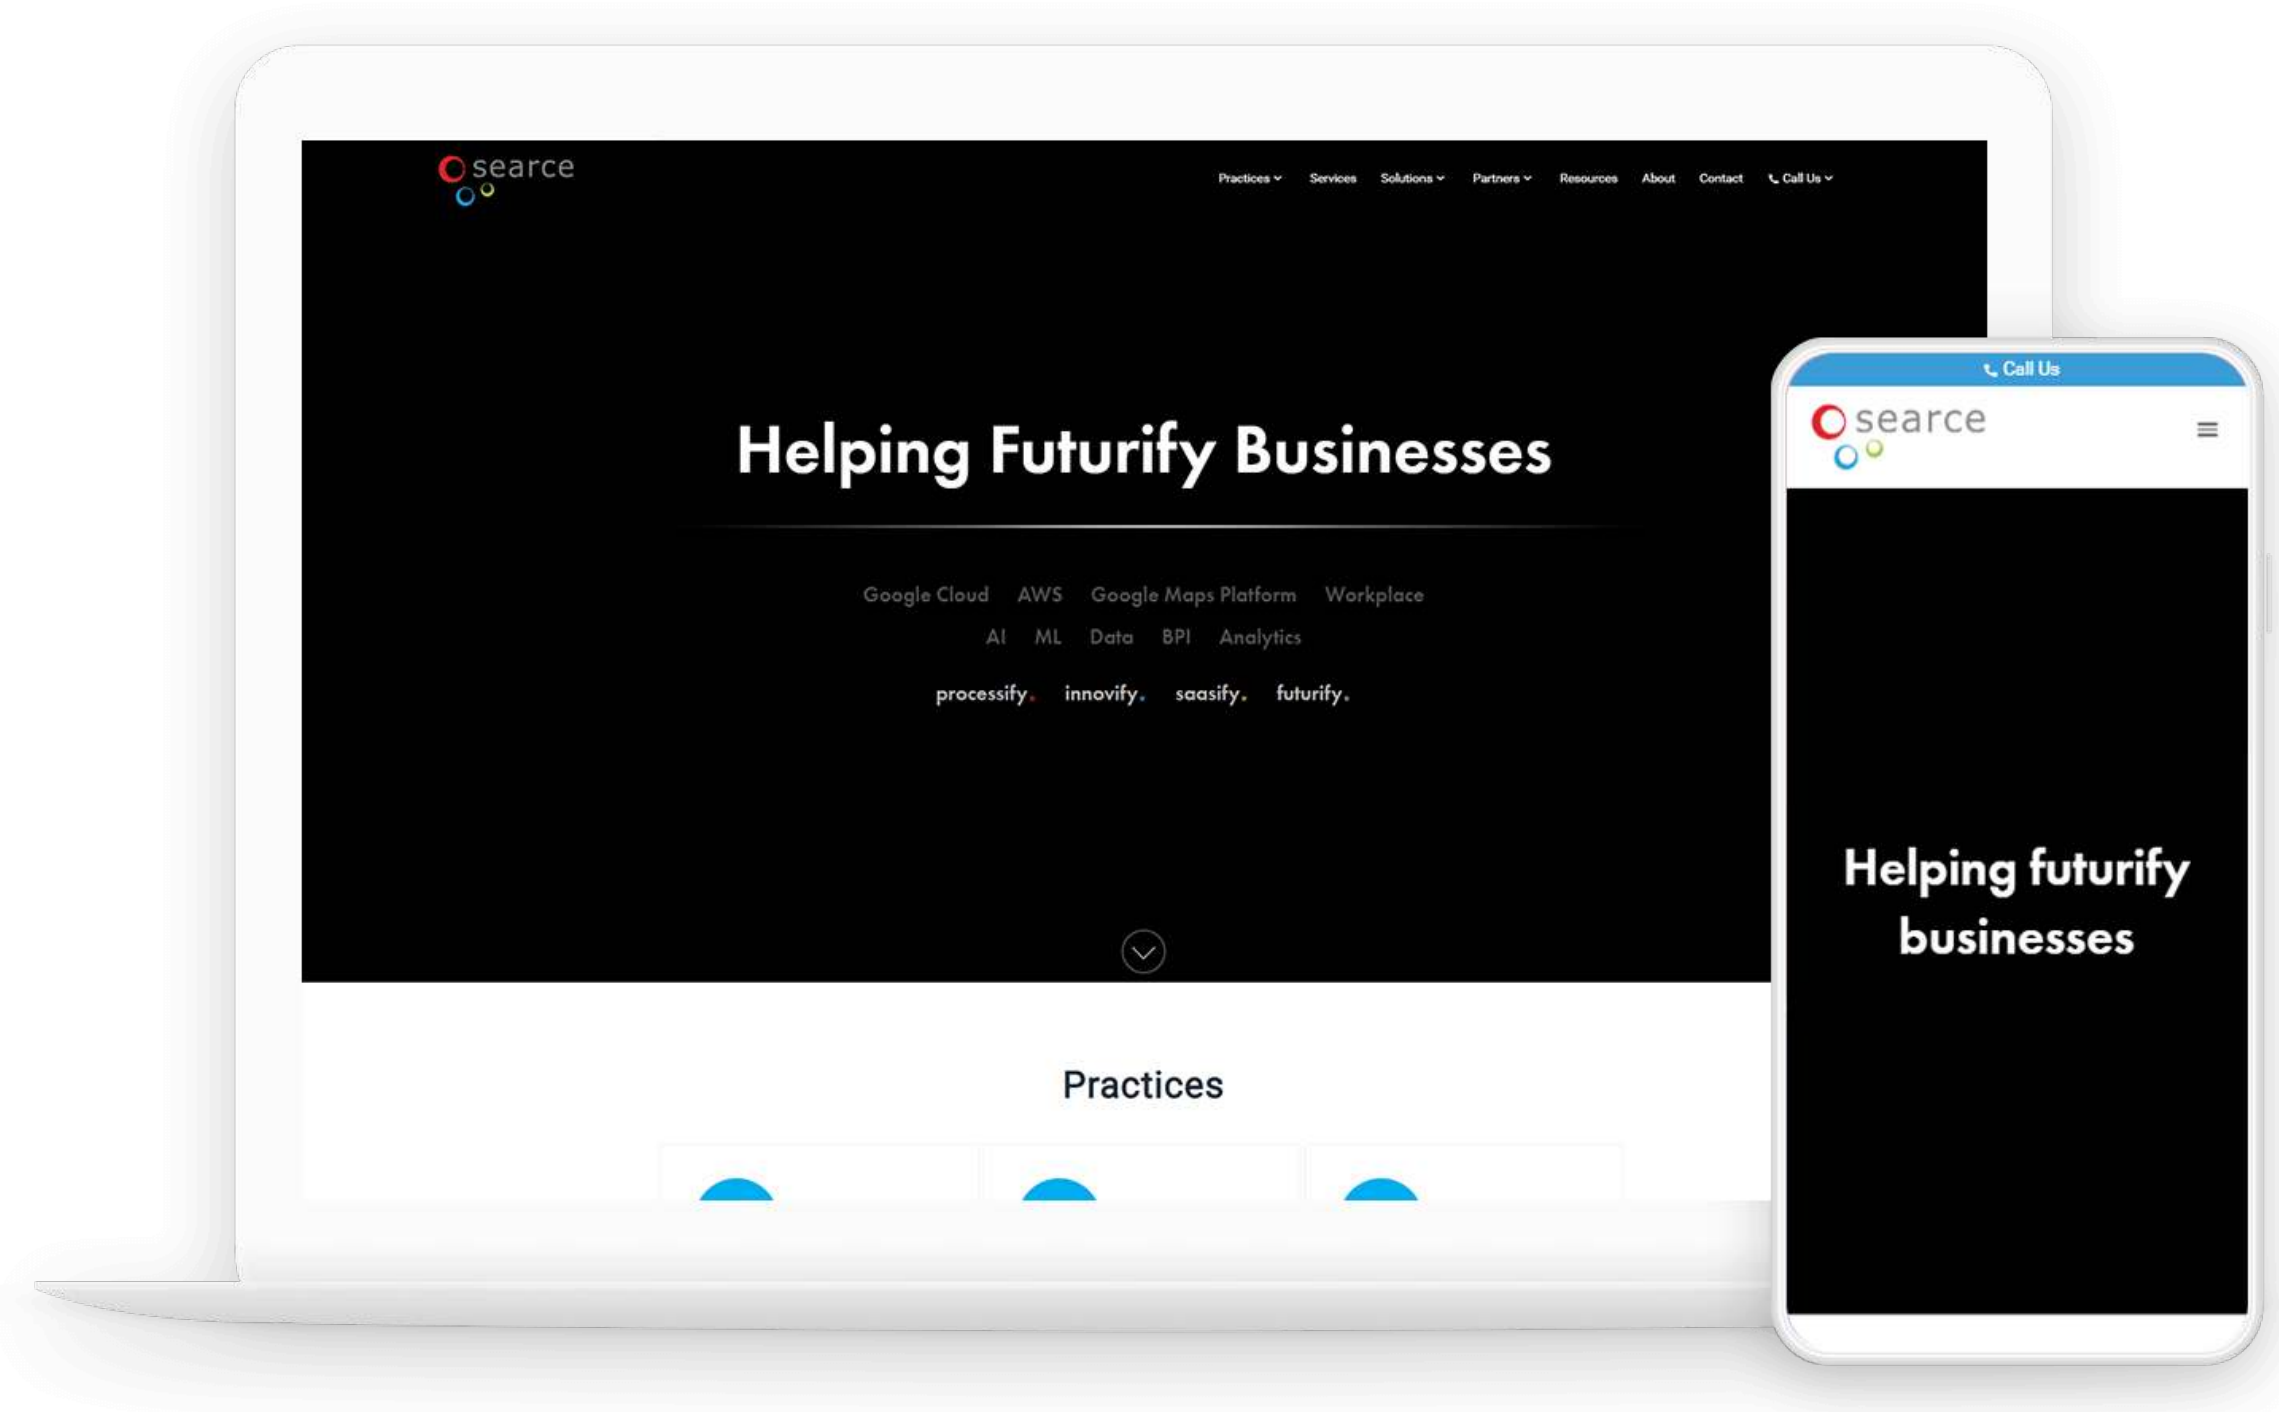 searce
Practices Services Solutions Partners Resources About Contact Call Us
Helping Futurify Businesses
Google Cloud AWS Google Maps Platform Workplace
AI ML Data BPI Analytics
processify. innovify. saasify. futurify.
Practices
Call Us
searce
Helping futurify
businesses